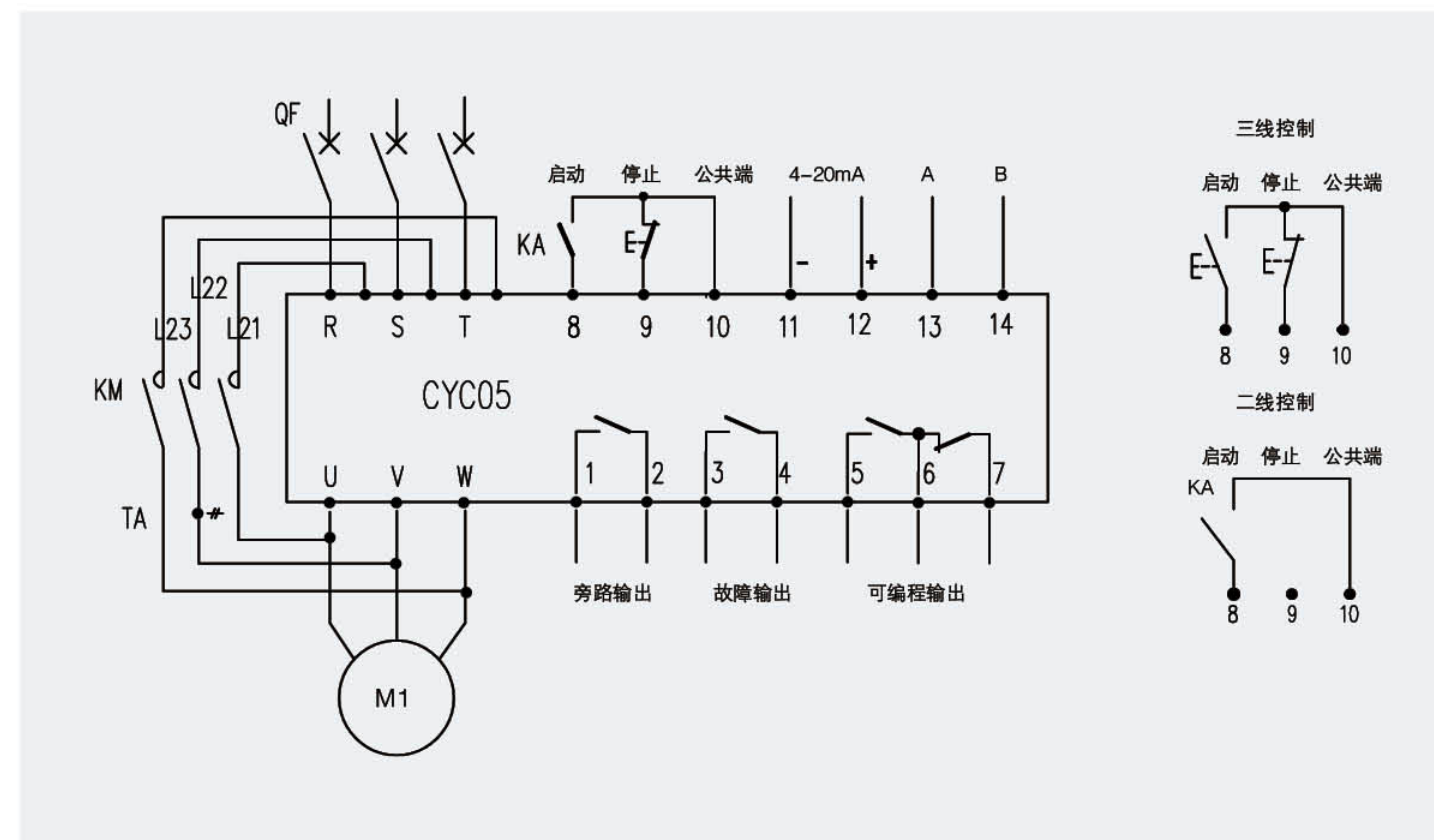 QF
启动 停止 公共端 4-20mA A B
KA
- +
L22
L23 L21
R S T 8 9 10 11 12 13 14
KM
CYC05
U V W 1 2 3 4 5 6 7
TA
旁路输出 故障输出 可编程输出
M1
三线控制
启动 停止 公共端
8 9 10
二线控制
启动 停止 公共端
KA
8 9 10